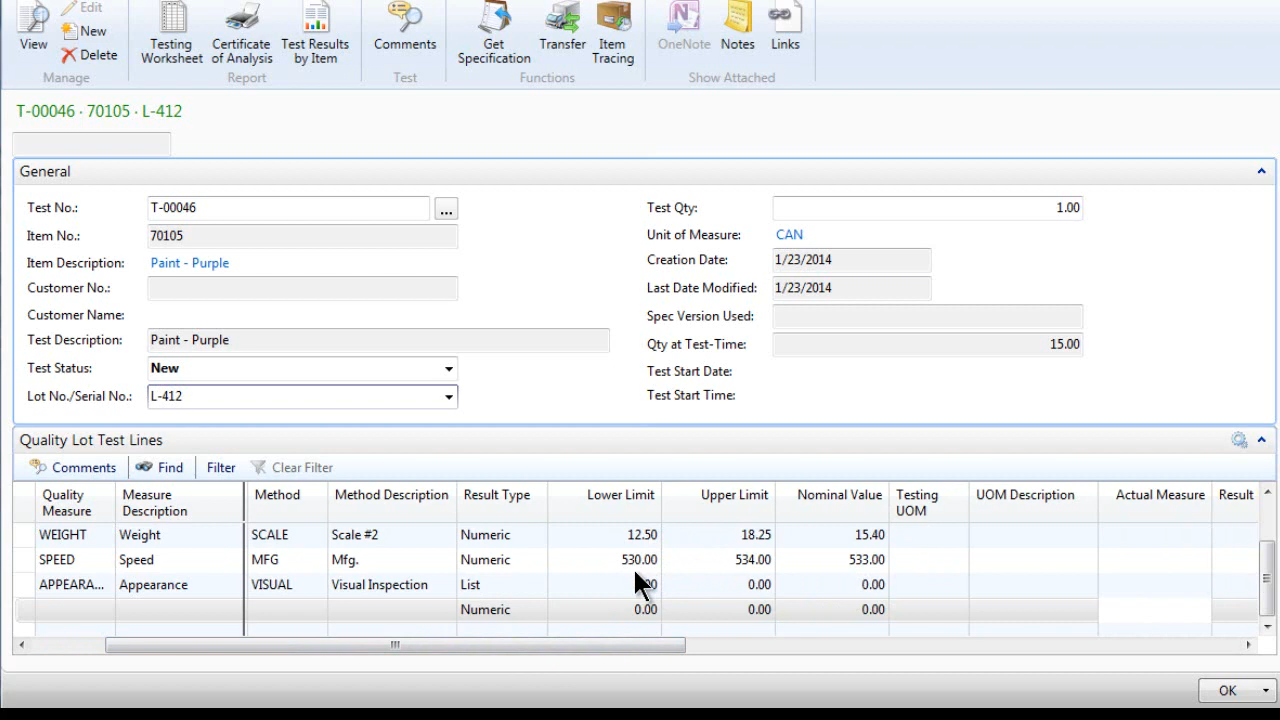 View
Edit
New
Delete
Manage
Testing
Worksheet
Certificate
of Analysis
Test Results
by Item
Report
Comments
Test
Get
Specification
Transfer
Item
Tracing
Functions
OneNote
Notes
Links
Show Attached
T-00046 · 70105 · L-412
General
Test No.: T-00046 ...
Item No.: 70105
Item Description: Paint - Purple
Customer No.:
Customer Name:
Test Description: Paint - Purple
Test Status: New
Lot No./Serial No.: L-412
Test Qty: 1.00
Unit of Measure: CAN
Creation Date: 1/23/2014
Last Date Modified: 1/23/2014
Spec Version Used:
Qty at Test-Time: 15.00
Test Start Date:
Test Start Time:
Quality Lot Test Lines
Comments Find Filter Clear Filter
Quality Measure Measure Description Method Method Description Result Type Lower Limit Upper Limit Nominal Value Testing UOM UOM Description Actual Measure Result
WEIGHT Weight SCALE Scale #2 Numeric 12.50 18.25 15.40
SPEED Speed MFG Mfg. Numeric 530.00 534.00 533.00
APPEARA... Appearance VISUAL Visual Inspection List 0.00 0.00
Numeric 0.00 0.00 0.00
OK